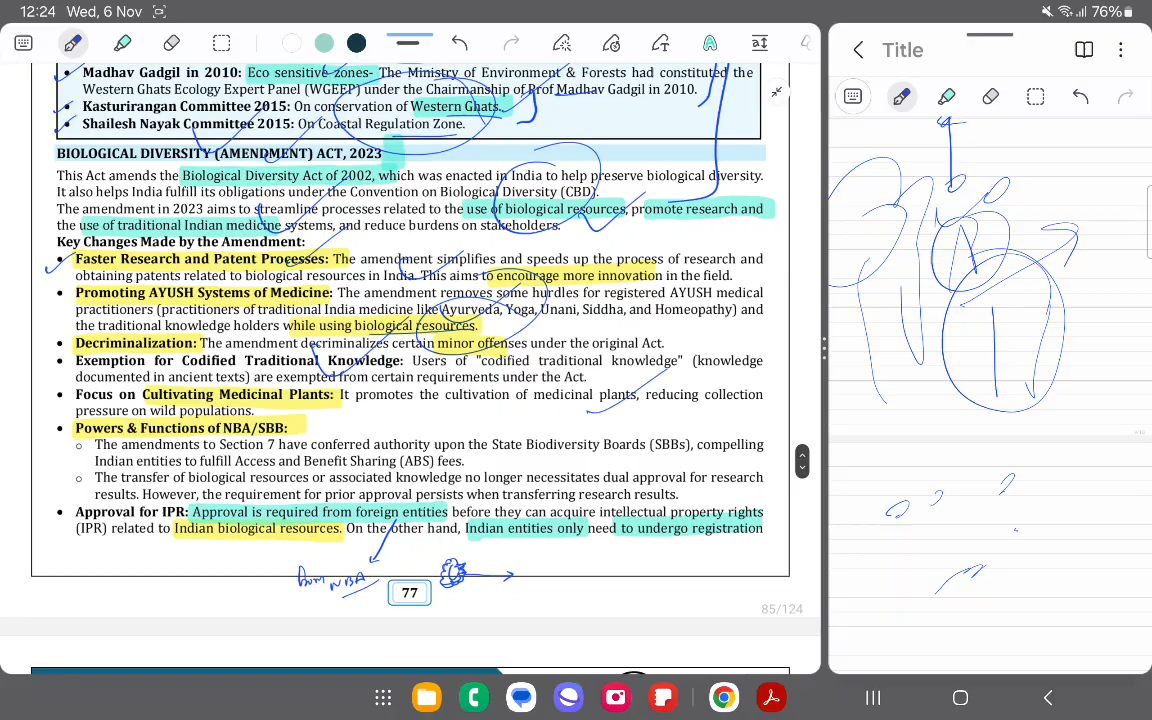 12:24 Wed, 6 Nov
76%
Title
• Madhav Gadgil in 2010: Eco sensitive zones- The Ministry of Environment & Forests had constituted the
Western Ghats Ecology Expert Panel (WGEEP) under the Chairmanship of Prof Madhav Gadgil in 2010.
• Kasturirangan Committee 2015: On conservation of Western Ghats.
• Shailesh Nayak Committee 2015: On Coastal Regulation Zone.
BIOLOGICAL DIVERSITY (AMENDMENT) ACT, 2023
This Act amends the Biological Diversity Act of 2002, which was enacted in India to help preserve biological diversity.
It also helps India fulfill its obligations under the Convention on Biological Diversity (CBD).
The amendment in 2023 aims to streamline processes related to the use of biological resources, promote research and
the use of traditional Indian medicine systems, and reduce burdens on stakeholders.
Key Changes Made by the Amendment:
• Faster Research and Patent Processes: The amendment simplifies and speeds up the process of research and
obtaining patents related to biological resources in India. This aims to encourage more innovation in the field.
• Promoting AYUSH Systems of Medicine: The amendment removes some hurdles for registered AYUSH medical
practitioners (practitioners of traditional India medicine like Ayurveda, Yoga, Unani, Siddha, and Homeopathy) and
the traditional knowledge holders while using biological resources.
• Decriminalization: The amendment decriminalizes certain minor offenses under the original Act.
• Exemption for Codified Traditional Knowledge: Users of "codified traditional knowledge" (knowledge
documented in ancient texts) are exempted from certain requirements under the Act.
• Focus on Cultivating Medicinal Plants: It promotes the cultivation of medicinal plants, reducing collection
pressure on wild populations.
• Powers & Functions of NBA/SBB:
○ The amendments to Section 7 have conferred authority upon the State Biodiversity Boards (SBBs), compelling
Indian entities to fulfill Access and Benefit Sharing (ABS) fees.
○ The transfer of biological resources or associated knowledge no longer necessitates dual approval for research
results. However, the requirement for prior approval persists when transferring research results.
• Approval for IPR: Approval is required from foreign entities before they can acquire intellectual property rights
(IPR) related to Indian biological resources. On the other hand, Indian entities only need to undergo registration
from NBA
77
85/124